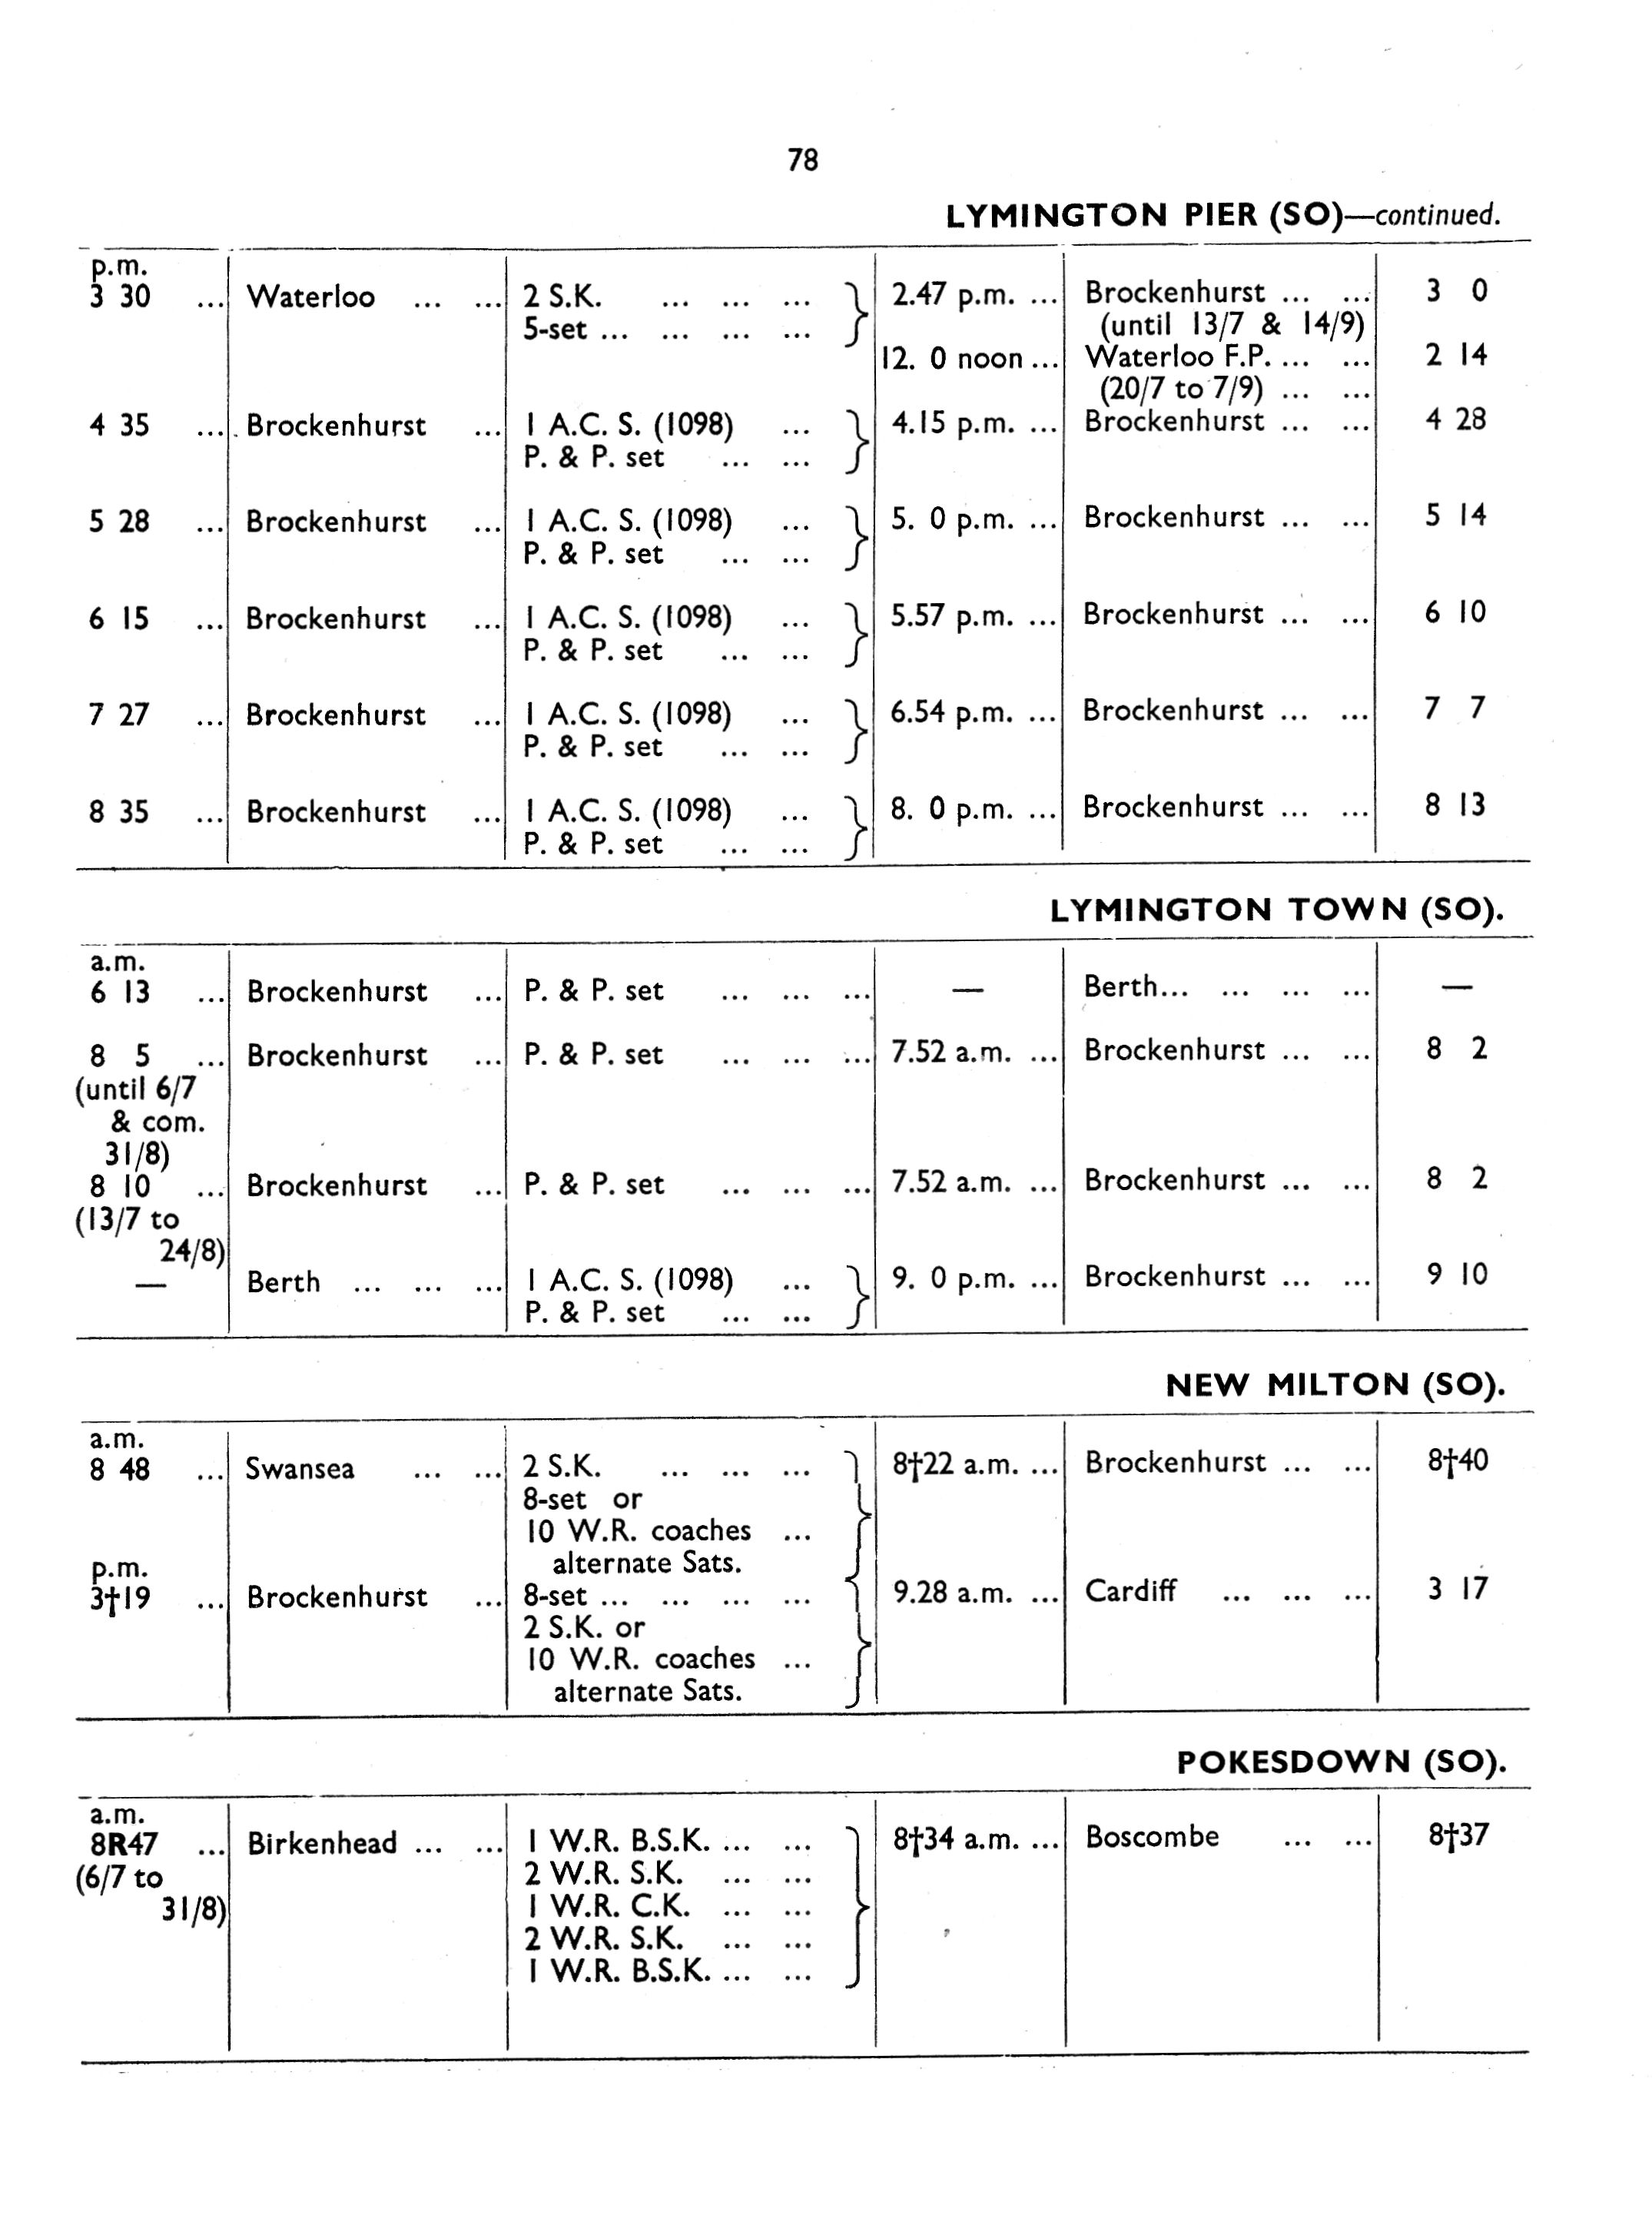 78
LYMINGTON PIER (SO)—continued.
p.m.
3 30 ... Waterloo ... ... 2 S.K. ... ... ... 2.47 p.m. ... Brockenhurst ... ... 3 0
5-set ... ... ... ... (until 13/7 & 14/9)
12. 0 noon ... Waterloo F.P. ... ... 2 14
(20/7 to 7/9) ... ...
4 35 ... Brockenhurst ... 1 A.C. S. (1098) ... 4.15 p.m. ... Brockenhurst ... ... 4 28
P. & P. set ... ...
5 28 ... Brockenhurst ... 1 A.C. S. (1098) ... 5. 0 p.m. ... Brockenhurst ... ... 5 14
P. & P. set ... ...
6 15 ... Brockenhurst ... 1 A.C. S. (1098) ... 5.57 p.m. ... Brockenhurst ... ... 6 10
P. & P. set ... ...
7 27 ... Brockenhurst ... 1 A.C. S. (1098) ... 6.54 p.m. ... Brockenhurst ... ... 7 7
P. & P. set ... ...
8 35 ... Brockenhurst ... 1 A.C. S. (1098) ... 8. 0 p.m. ... Brockenhurst ... ... 8 13
P. & P. set ... ...
LYMINGTON TOWN (SO).
a.m.
6 13 ... Brockenhurst ... P. & P. set ... ... ... — Berth... ... ... ... —
8 5 ... Brockenhurst ... P. & P. set ... ... ... 7.52 a.m. ... Brockenhurst ... ... 8 2
(until 6/7
& com.
31/8)
8 10 ... Brockenhurst ... P. & P. set ... ... ... 7.52 a.m. ... Brockenhurst ... ... 8 2
(13/7 to
24/8)
— Berth ... ... ... 1 A.C. S. (1098) ... 9. 0 p.m. ... Brockenhurst ... ... 9 10
P. & P. set ... ...
NEW MILTON (SO).
a.m.
8 48 ... Swansea ... ... 2 S.K. ... ... ... 8†22 a.m. ... Brockenhurst ... ... 8†40
8-set or
10 W.R. coaches ...
alternate Sats.
p.m.
3†19 ... Brockenhurst ... 8-set ... ... ... ... 9.28 a.m. ... Cardiff ... ... ... 3 17
2 S.K. or
10 W.R. coaches ...
alternate Sats.
POKESDOWN (SO).
a.m.
8R47 ... Birkenhead ... ... 1 W.R. B.S.K. ... ... 8†34 a.m. ... Boscombe ... ... 8†37
(6/7 to 2 W.R. S.K. ... ...
31/8) 1 W.R. C.K. ... ...
2 W.R. S.K. ... ...
1 W.R. B.S.K. ... ...